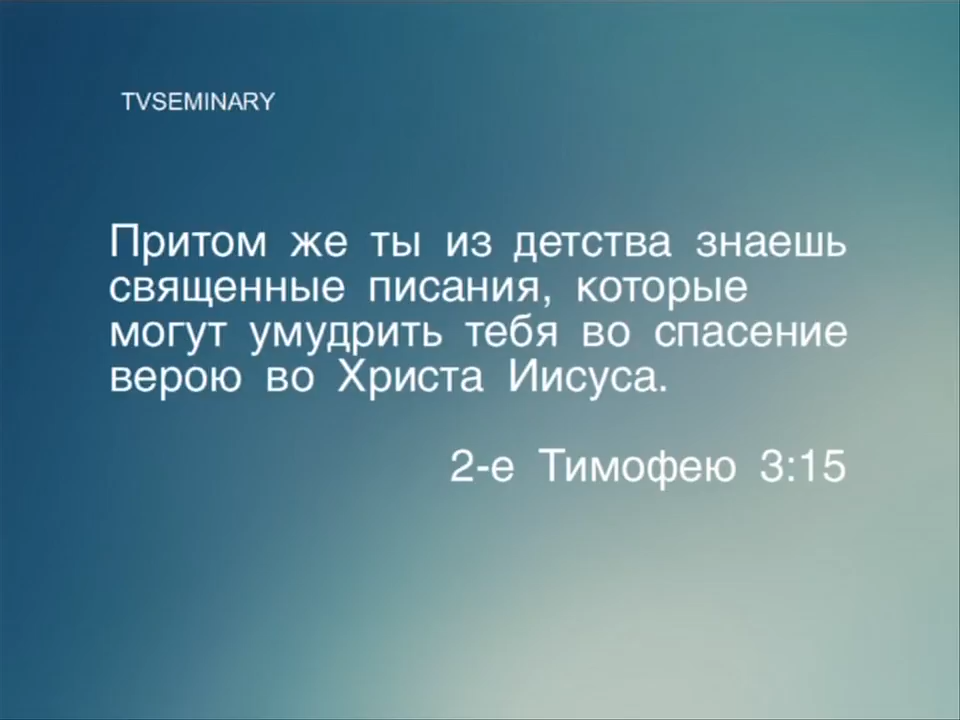 TVSEMINARY
Притом же ты из детства знаешь
священные писания, которые
могут умудрить тебя во спасение
верою во Христа Иисуса.
2-е Тимофею 3:15